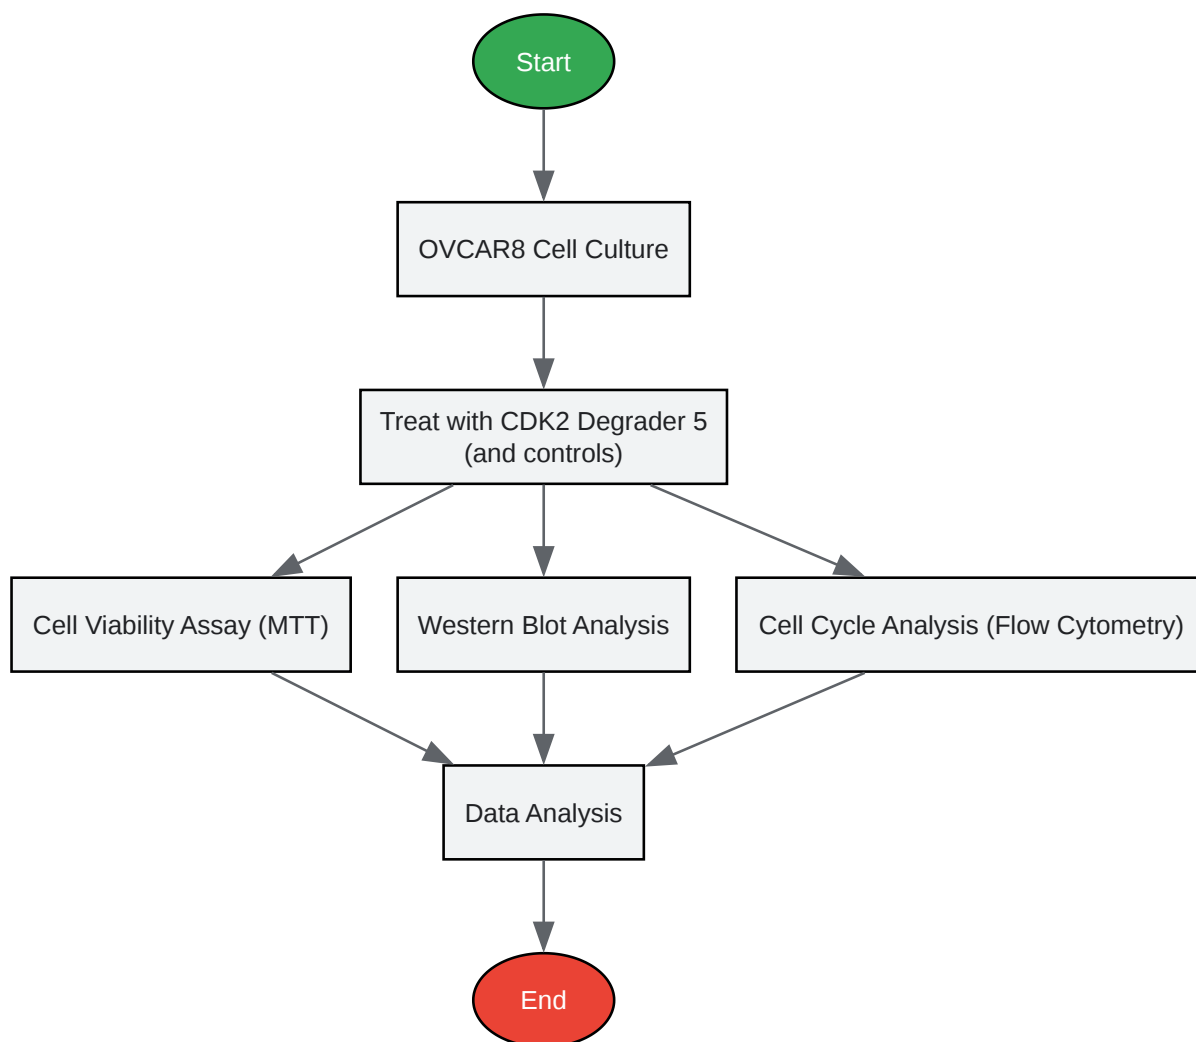 Start
OVCAR8 Cell Culture
Treat with CDK2 Degrader 5
(and controls)
Cell Viability Assay (MTT)
Western Blot Analysis
Cell Cycle Analysis (Flow Cytometry)
Data Analysis
End